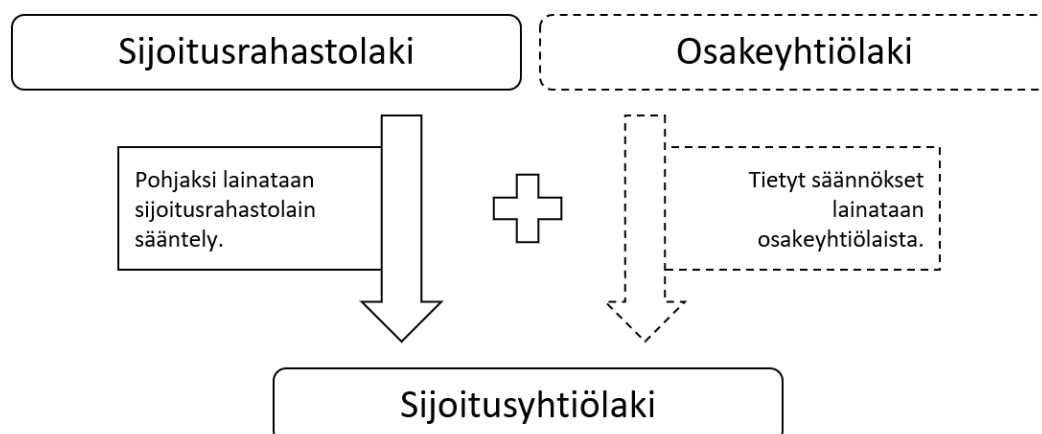 Sijoitusrahastolaki
Osakeyhtiölaki
Pohjaksi lainataan
sijoitusrahastolain
sääntely.
Tietyt säännökset
lainataan
osakeyhtiölaista.
Sijoitusyhtiölaki